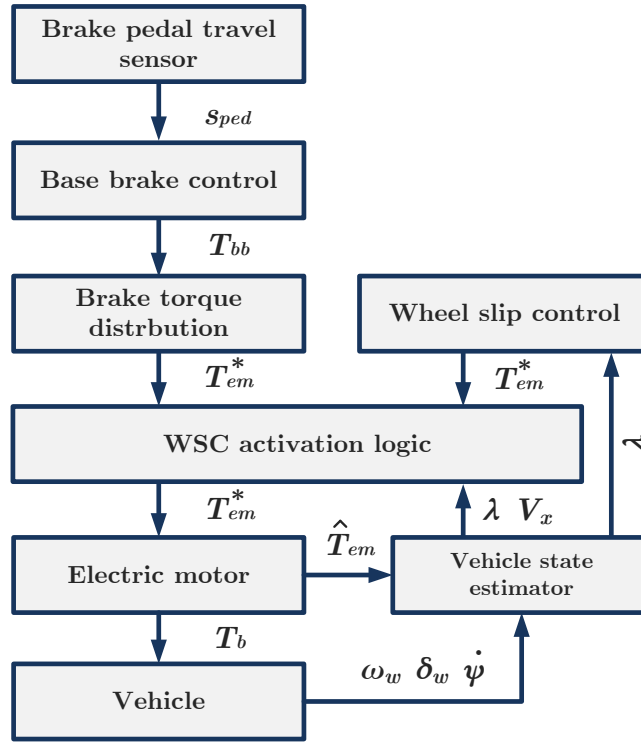 Brake pedal travel
sensor
s_ped
Base brake control
T_bb
Brake torque
distrbution
Wheel slip control
T*_em
T*_em
WSC activation logic
λ
T*_em
λ V_x
T̂_em
Electric motor
Vehicle state
estimator
T_b
Vehicle
ω_w δ_w ψ̇